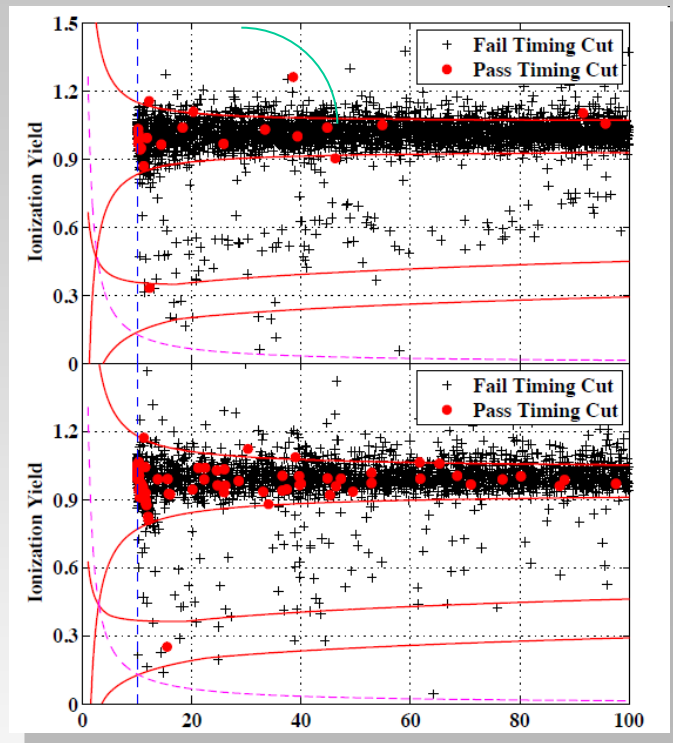 1.5
1.2
0.9
0.6
0.3
0
Ionization Yield
Fail Timing Cut
Pass Timing Cut
1.2
0.9
0.6
0.3
0
Ionization Yield
Fail Timing Cut
Pass Timing Cut
0 20 40 60 80 100